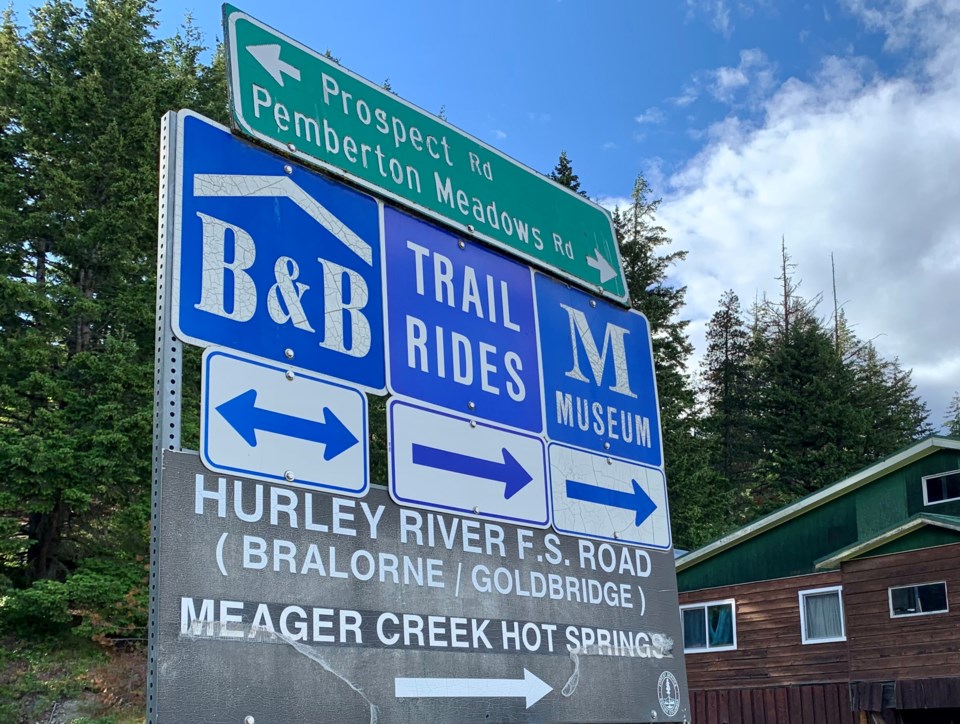 Prospect Rd
Pemberton Meadows Rd
B&B
TRAIL
RIDES
M
MUSEUM
HURLEY RIVER F.S. ROAD
( BRALORNE / GOLDBRIDGE )
MEAGER CREEK HOT SPRINGS